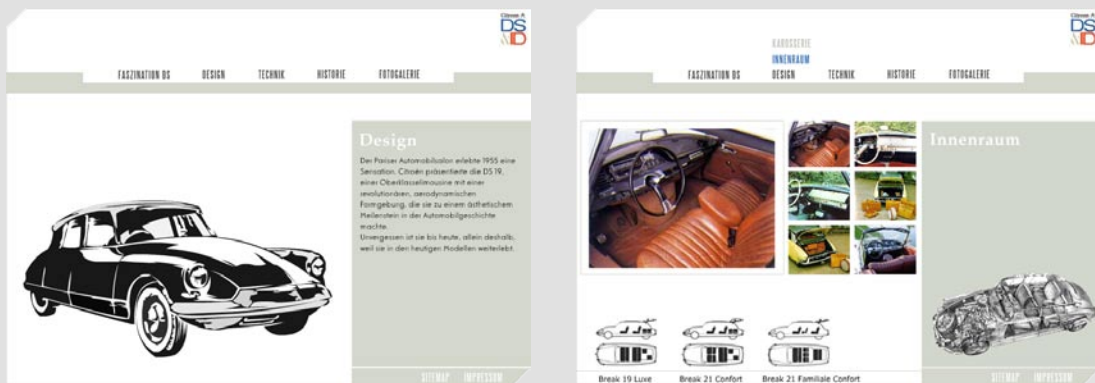 Citroën
DS
ID
FASZINATION DS DESIGN TECHNIK HISTORIE FOTOGALERIE
Design
Der Pariser Automobilsalon erlebte 1955 eine
Sensation. Citroën präsentierte die DS 19,
einer Oberklasselimousine mit einer
revolutionären, aerodynamischen
Formgebung, die sie zu einem ästhetischem
Meilenstein in der Automobilgeschichte
machte.
Unvergessen ist sie bis heute, allein deshalb,
weil sie in den heutigen Modellen weiterlebt.
SITEMAP IMPRESSUM
Citroën
DS
ID
KAROSSERIE
INNENRAUM
FASZINATION DS DESIGN TECHNIK HISTORIE FOTOGALERIE
Innenraum
Break 19 Luxe Break 21 Confort Break 21 Familiale Confort
SITEMAP IMPRESSUM